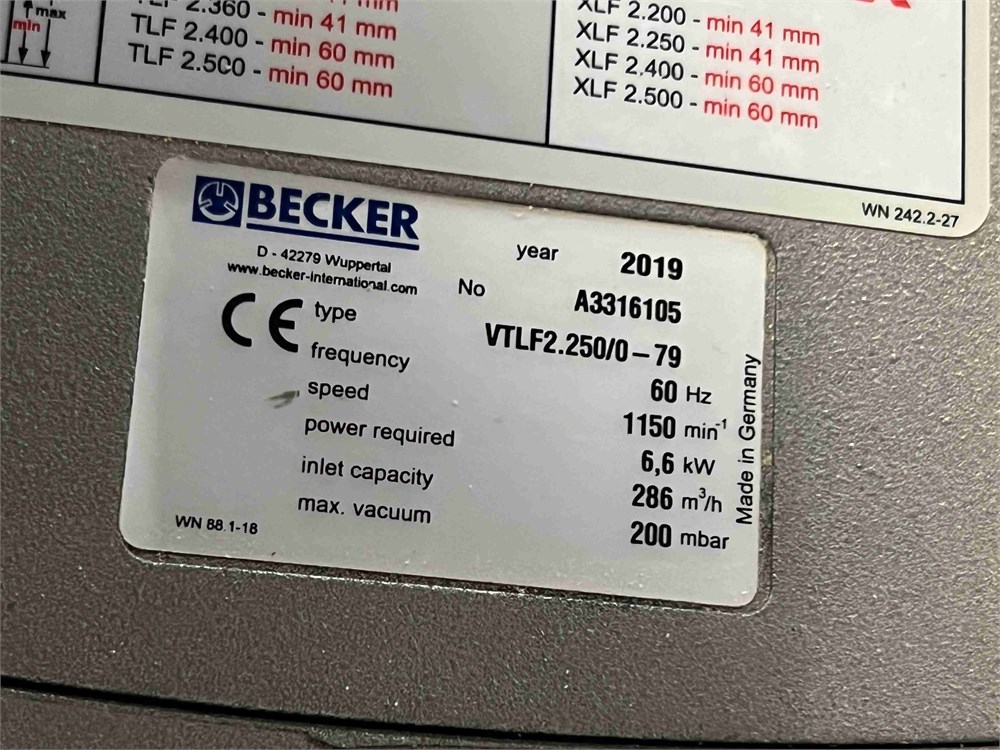 max
min
2.360 - min 41 mm
TLF 2.400 - min 60 mm
TLF 2.500 - min 60 mm
XLF 2.200 - min 41 mm
XLF 2.250 - min 41 mm
XLF 2.400 - min 60 mm
XLF 2.500 - min 60 mm
WN 242.2-27
BECKER
D - 42279 Wuppertal
www.becker-international.com
CE
year 2019
No A3316105
type VTLF2.250/0-79
frequency 60 Hz
speed 1150 min-1
power required 6,6 kW
inlet capacity 286 m³/h
max. vacuum 200 mbar
WN 88.1-18
Made in Germany